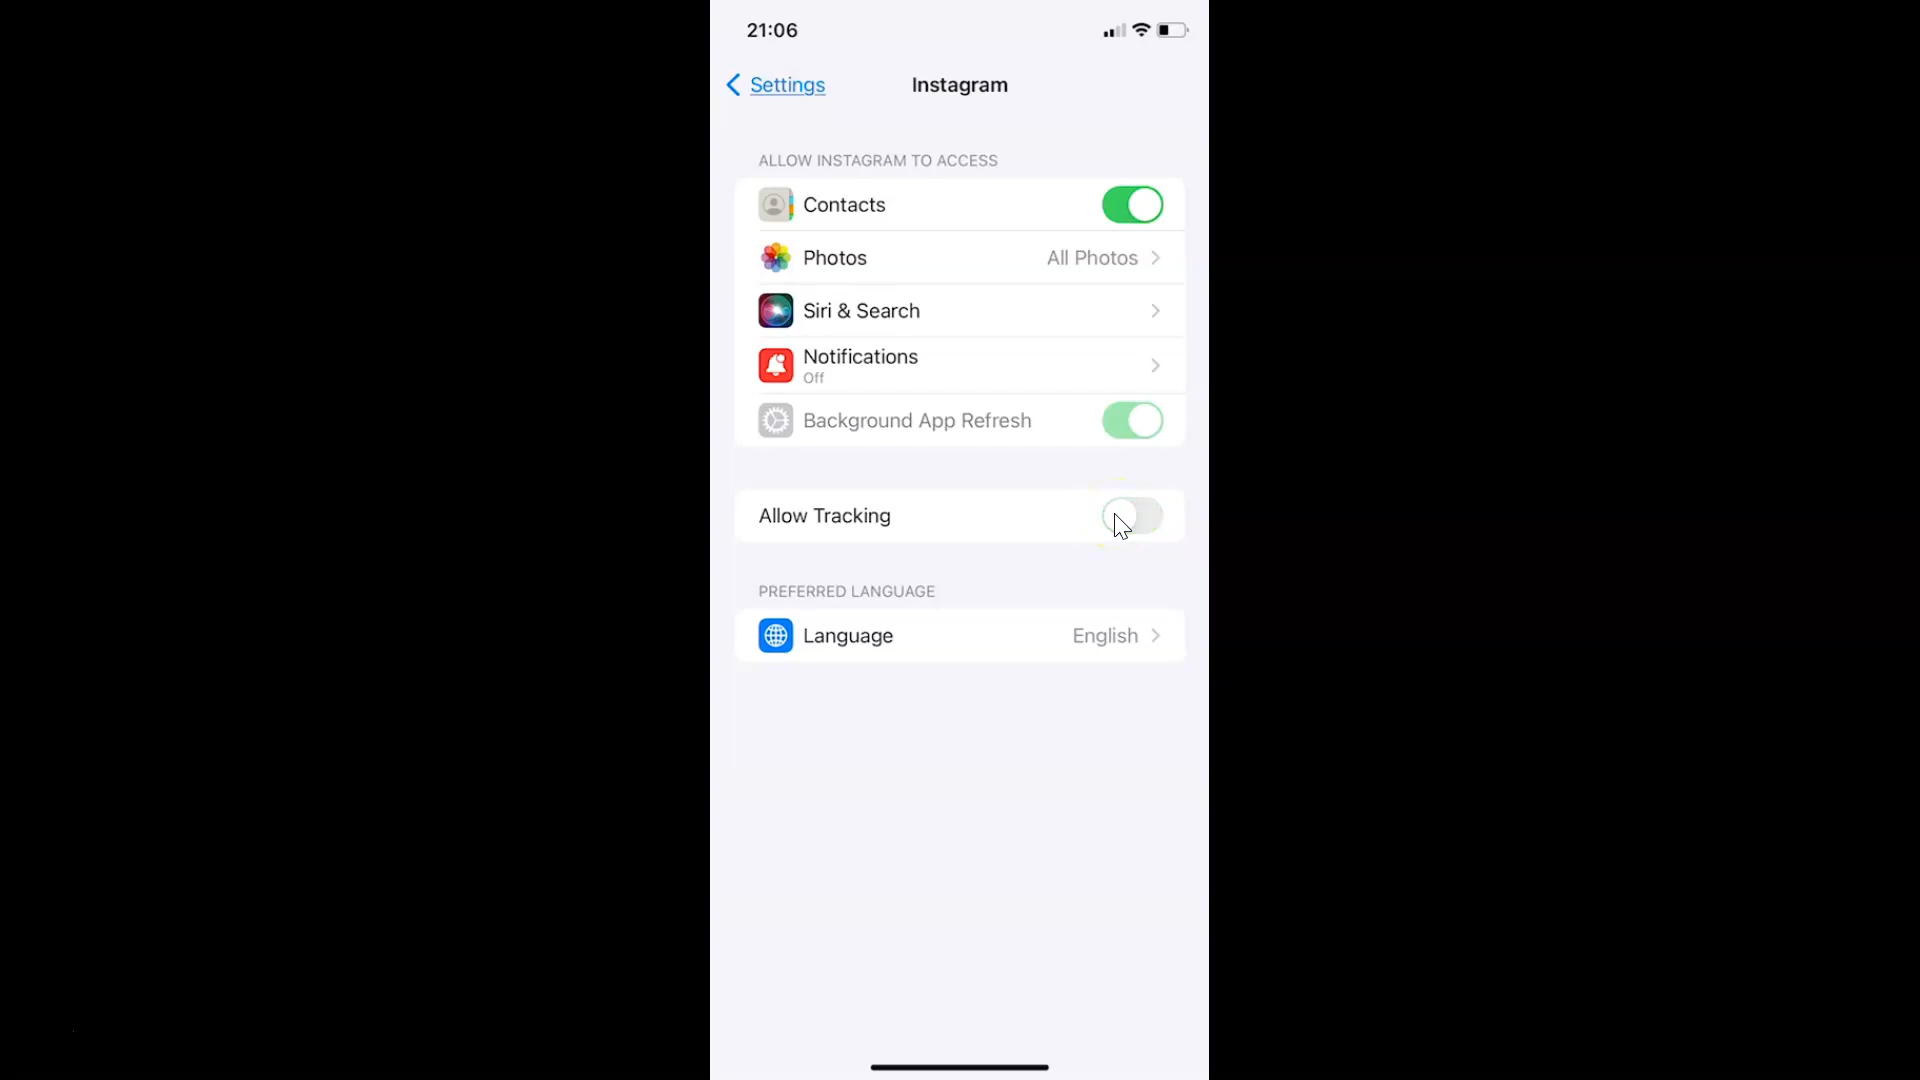 21:06
Settings
Instagram
ALLOW INSTAGRAM TO ACCESS
Contacts
Photos
All Photos
Siri & Search
Notifications
Off
Background App Refresh
Allow Tracking
PREFERRED LANGUAGE
Language
English